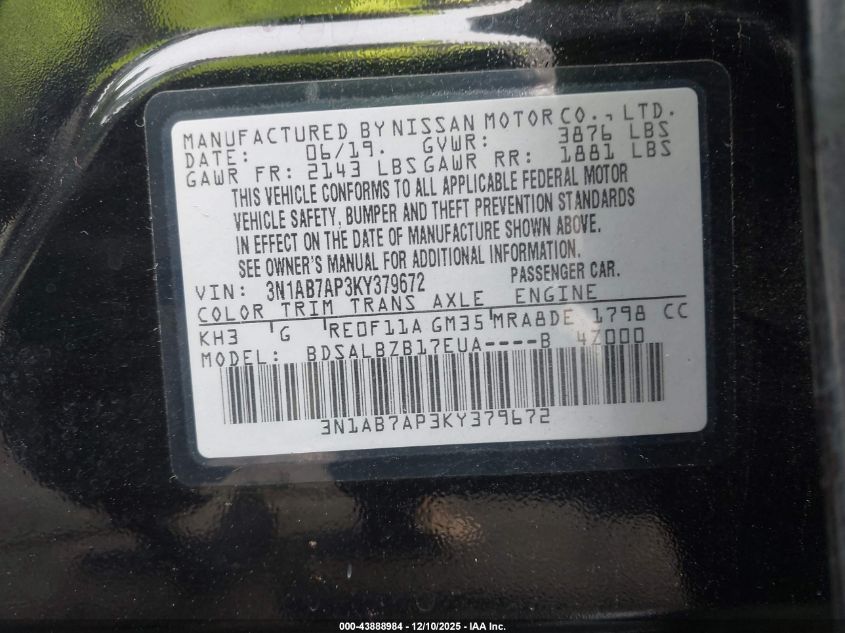 MANUFACTURED BY NISSAN MOTOR CO., LTD.
DATE: 06/19. GVWR: 3876 LBS
GAWR FR: 2143 LBS GAWR RR: 1881 LBS
THIS VEHICLE CONFORMS TO ALL APPLICABLE FEDERAL MOTOR
VEHICLE SAFETY, BUMPER AND THEFT PREVENTION STANDARDS
IN EFFECT ON THE DATE OF MANUFACTURE SHOWN ABOVE.
SEE OWNER'S MANUAL FOR ADDITIONAL INFORMATION.
VIN: 3N1AB7AP3KY379672 PASSENGER CAR.
COLOR TRIM TRANS AXLE ENGINE
KH3 G RE0F11A GM35 MRA8DE 1798 CC
MODEL: BDSALBZB17EUA----B 4Z000
3N1AB7AP3KY379672
000-43888984 - 12/10/2025 - IAA Inc.